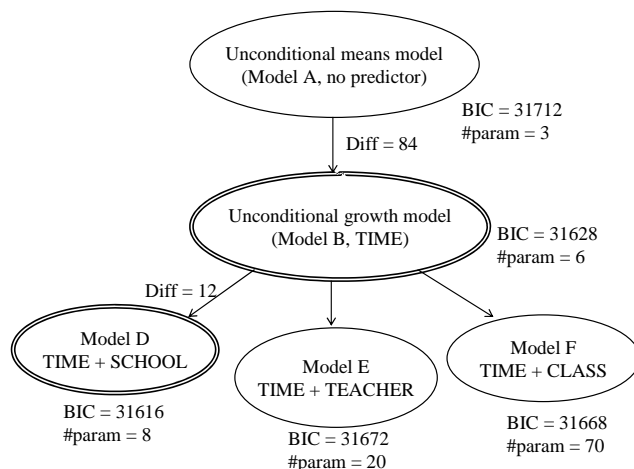 Unconditional means model
(Model A, no predictor)
BIC = 31712
#param = 3
Diff = 84
Unconditional growth model
(Model B, TIME)
BIC = 31628
#param = 6
Diff = 12
Model D
TIME + SCHOOL
BIC = 31616
#param = 8
Model E
TIME + TEACHER
BIC = 31672
#param = 20
Model F
TIME + CLASS
BIC = 31668
#param = 70